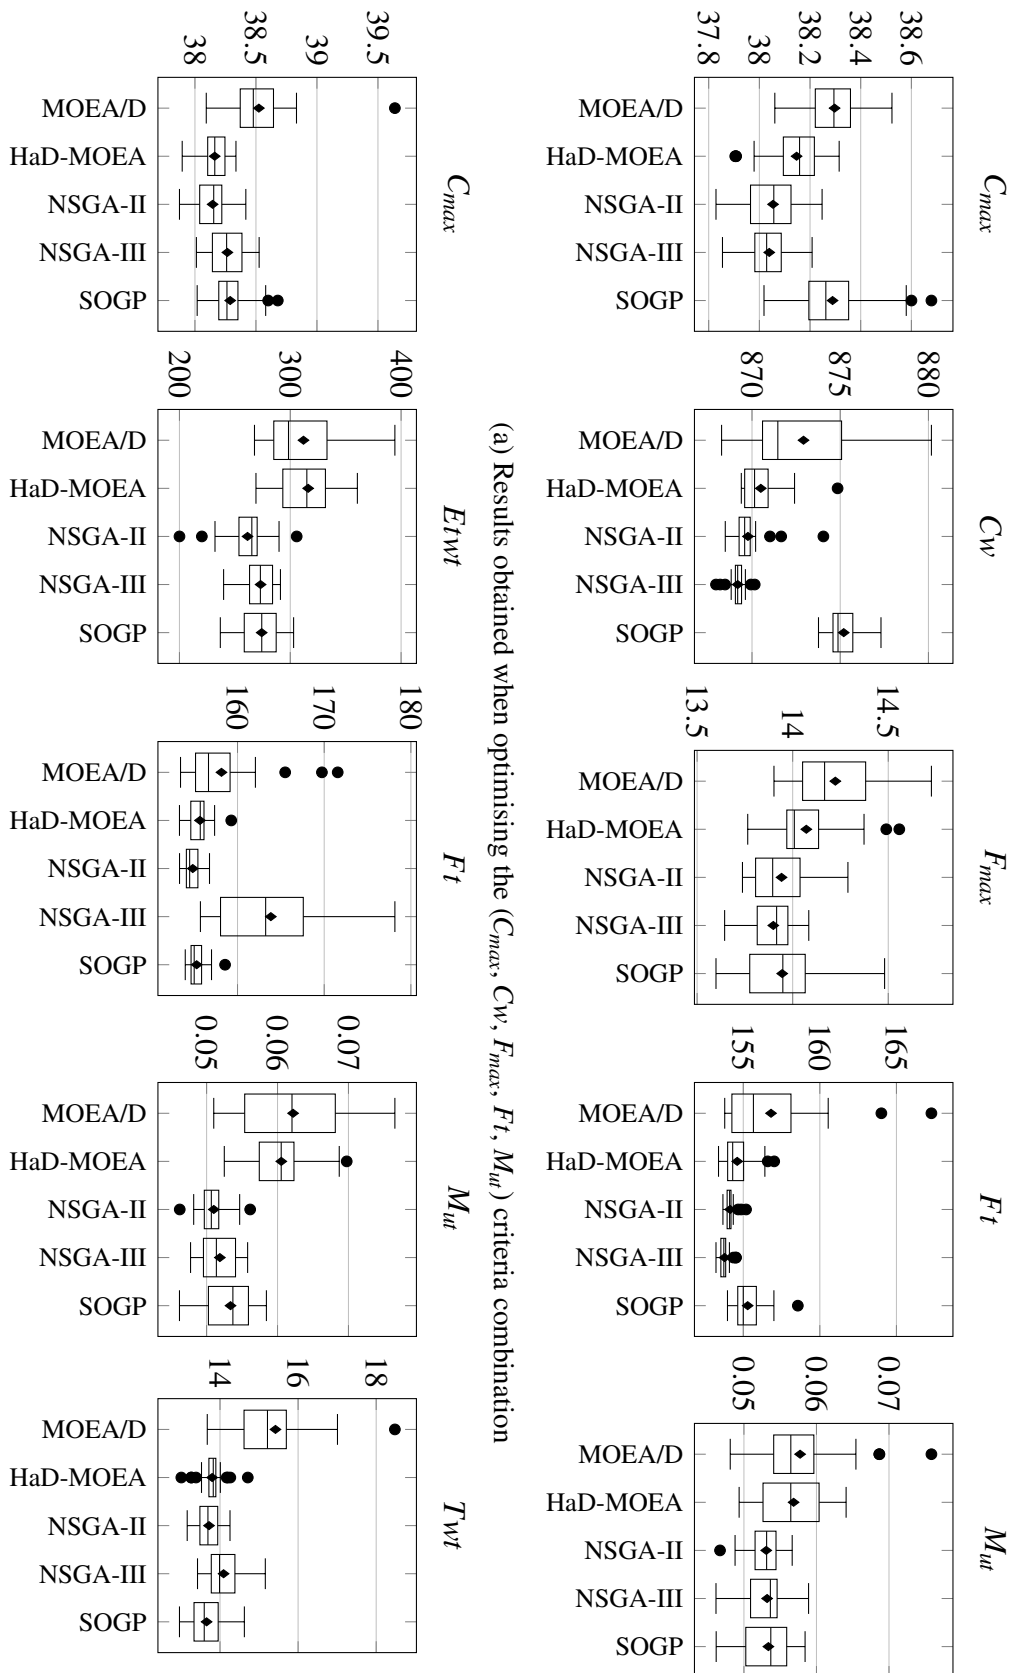 C_max
38.6
38.4
38.2
38
37.8
MOEA/D
HaD-MOEA
NSGA-II
NSGA-III
SOGP
Cw
880
875
870
MOEA/D
HaD-MOEA
NSGA-II
NSGA-III
SOGP
F_max
14.5
14
13.5
MOEA/D
HaD-MOEA
NSGA-II
NSGA-III
SOGP
Ft
165
160
155
MOEA/D
HaD-MOEA
NSGA-II
NSGA-III
SOGP
M_ut
0.07
0.06
0.05
MOEA/D
HaD-MOEA
NSGA-II
NSGA-III
SOGP
(a) Results obtained when optimising the (C_max, Cw, F_max, Ft, M_ut) criteria combination
C_max
39.5
39
38.5
38
MOEA/D
HaD-MOEA
NSGA-II
NSGA-III
SOGP
Etwt
400
300
200
MOEA/D
HaD-MOEA
NSGA-II
NSGA-III
SOGP
Ft
180
170
160
MOEA/D
HaD-MOEA
NSGA-II
NSGA-III
SOGP
M_ut
0.07
0.06
0.05
MOEA/D
HaD-MOEA
NSGA-II
NSGA-III
SOGP
Twt
18
16
14
MOEA/D
HaD-MOEA
NSGA-II
NSGA-III
SOGP